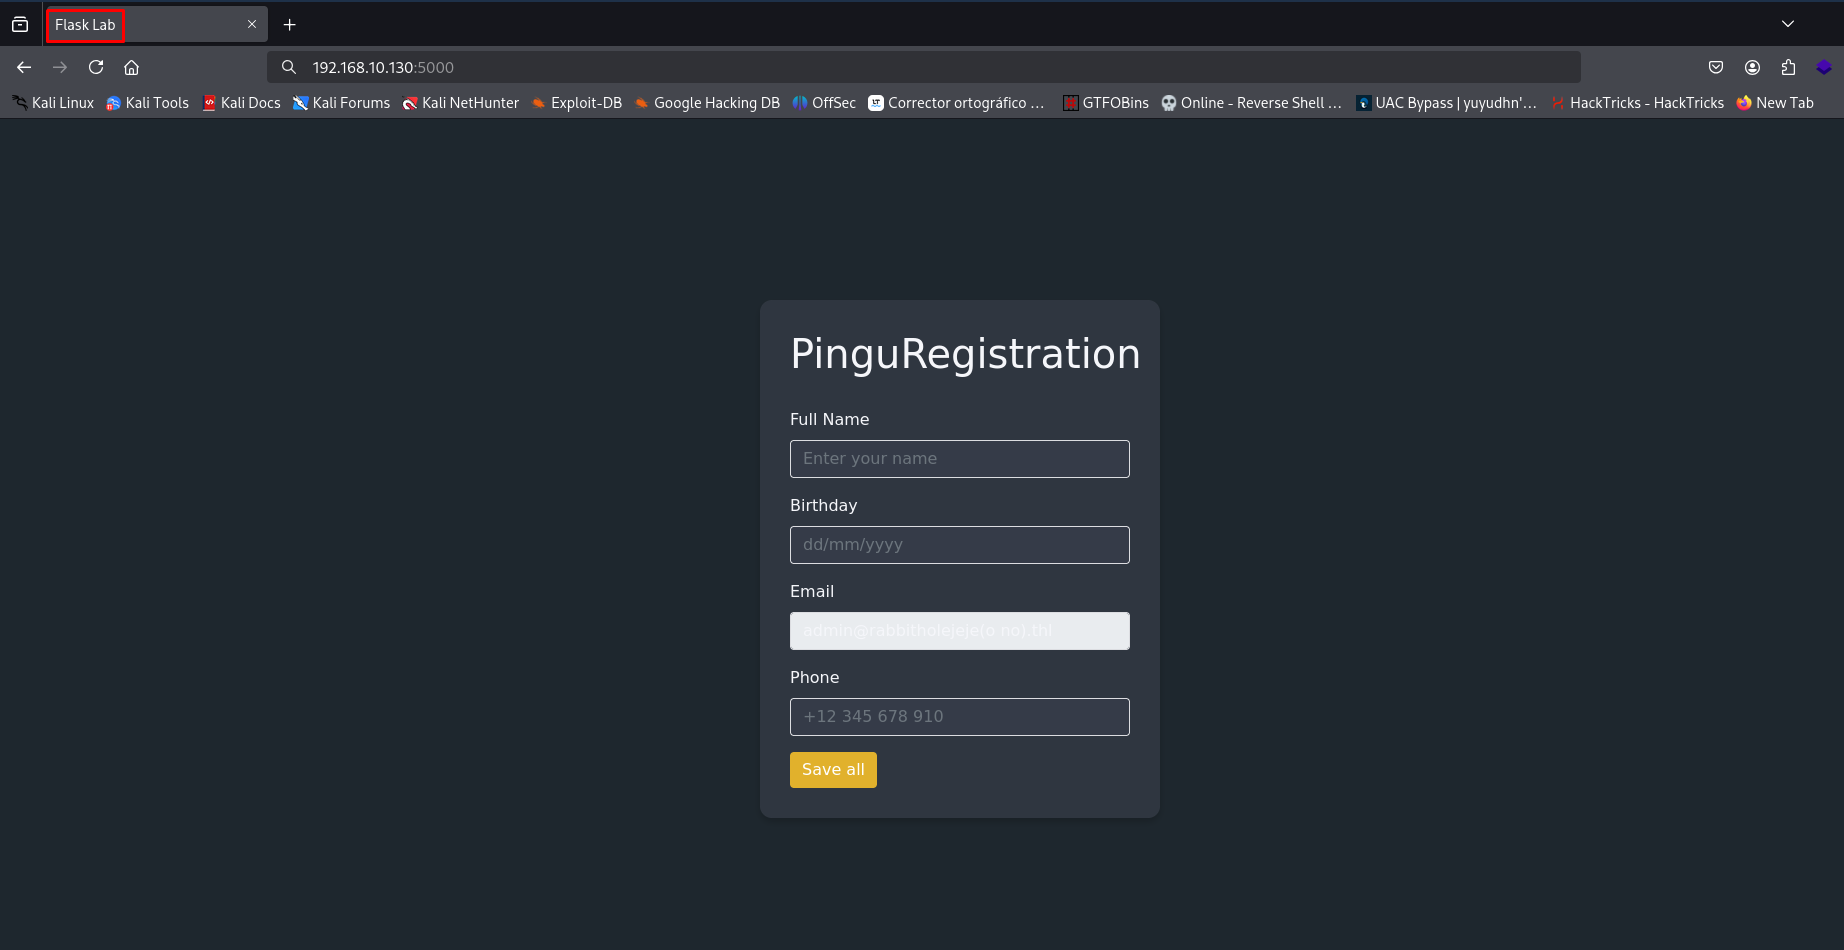 Flask Lab
192.168.10.130:5000
Kali Linux Kali Tools Kali Docs Kali Forums Kali NetHunter Exploit-DB Google Hacking DB OffSec Corrector ortográfico ... GTFOBins Online - Reverse Shell ... UAC Bypass | yuyudhn'... HackTricks - HackTricks New Tab
PinguRegistration
Full Name
Enter your name
Birthday
dd/mm/yyyy
Email
admin@rabbitholejeje(o no).thl
Phone
+12 345 678 910
Save all